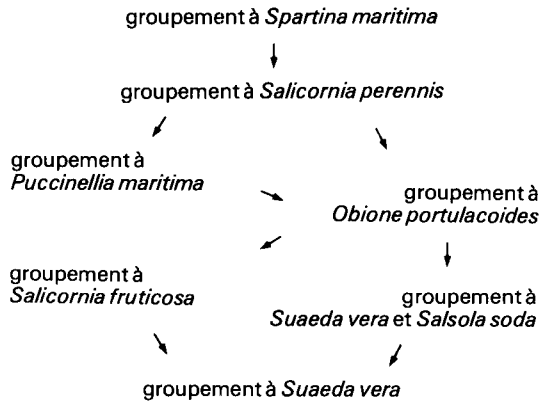 groupement à Spartina maritima
groupement à Salicornia perennis
groupement à
Puccinellia maritima
groupement à
Obione portulacoides
groupement à
Salicornia fruticosa
groupement à
Suaeda vera et Salsola soda
groupement à Suaeda vera